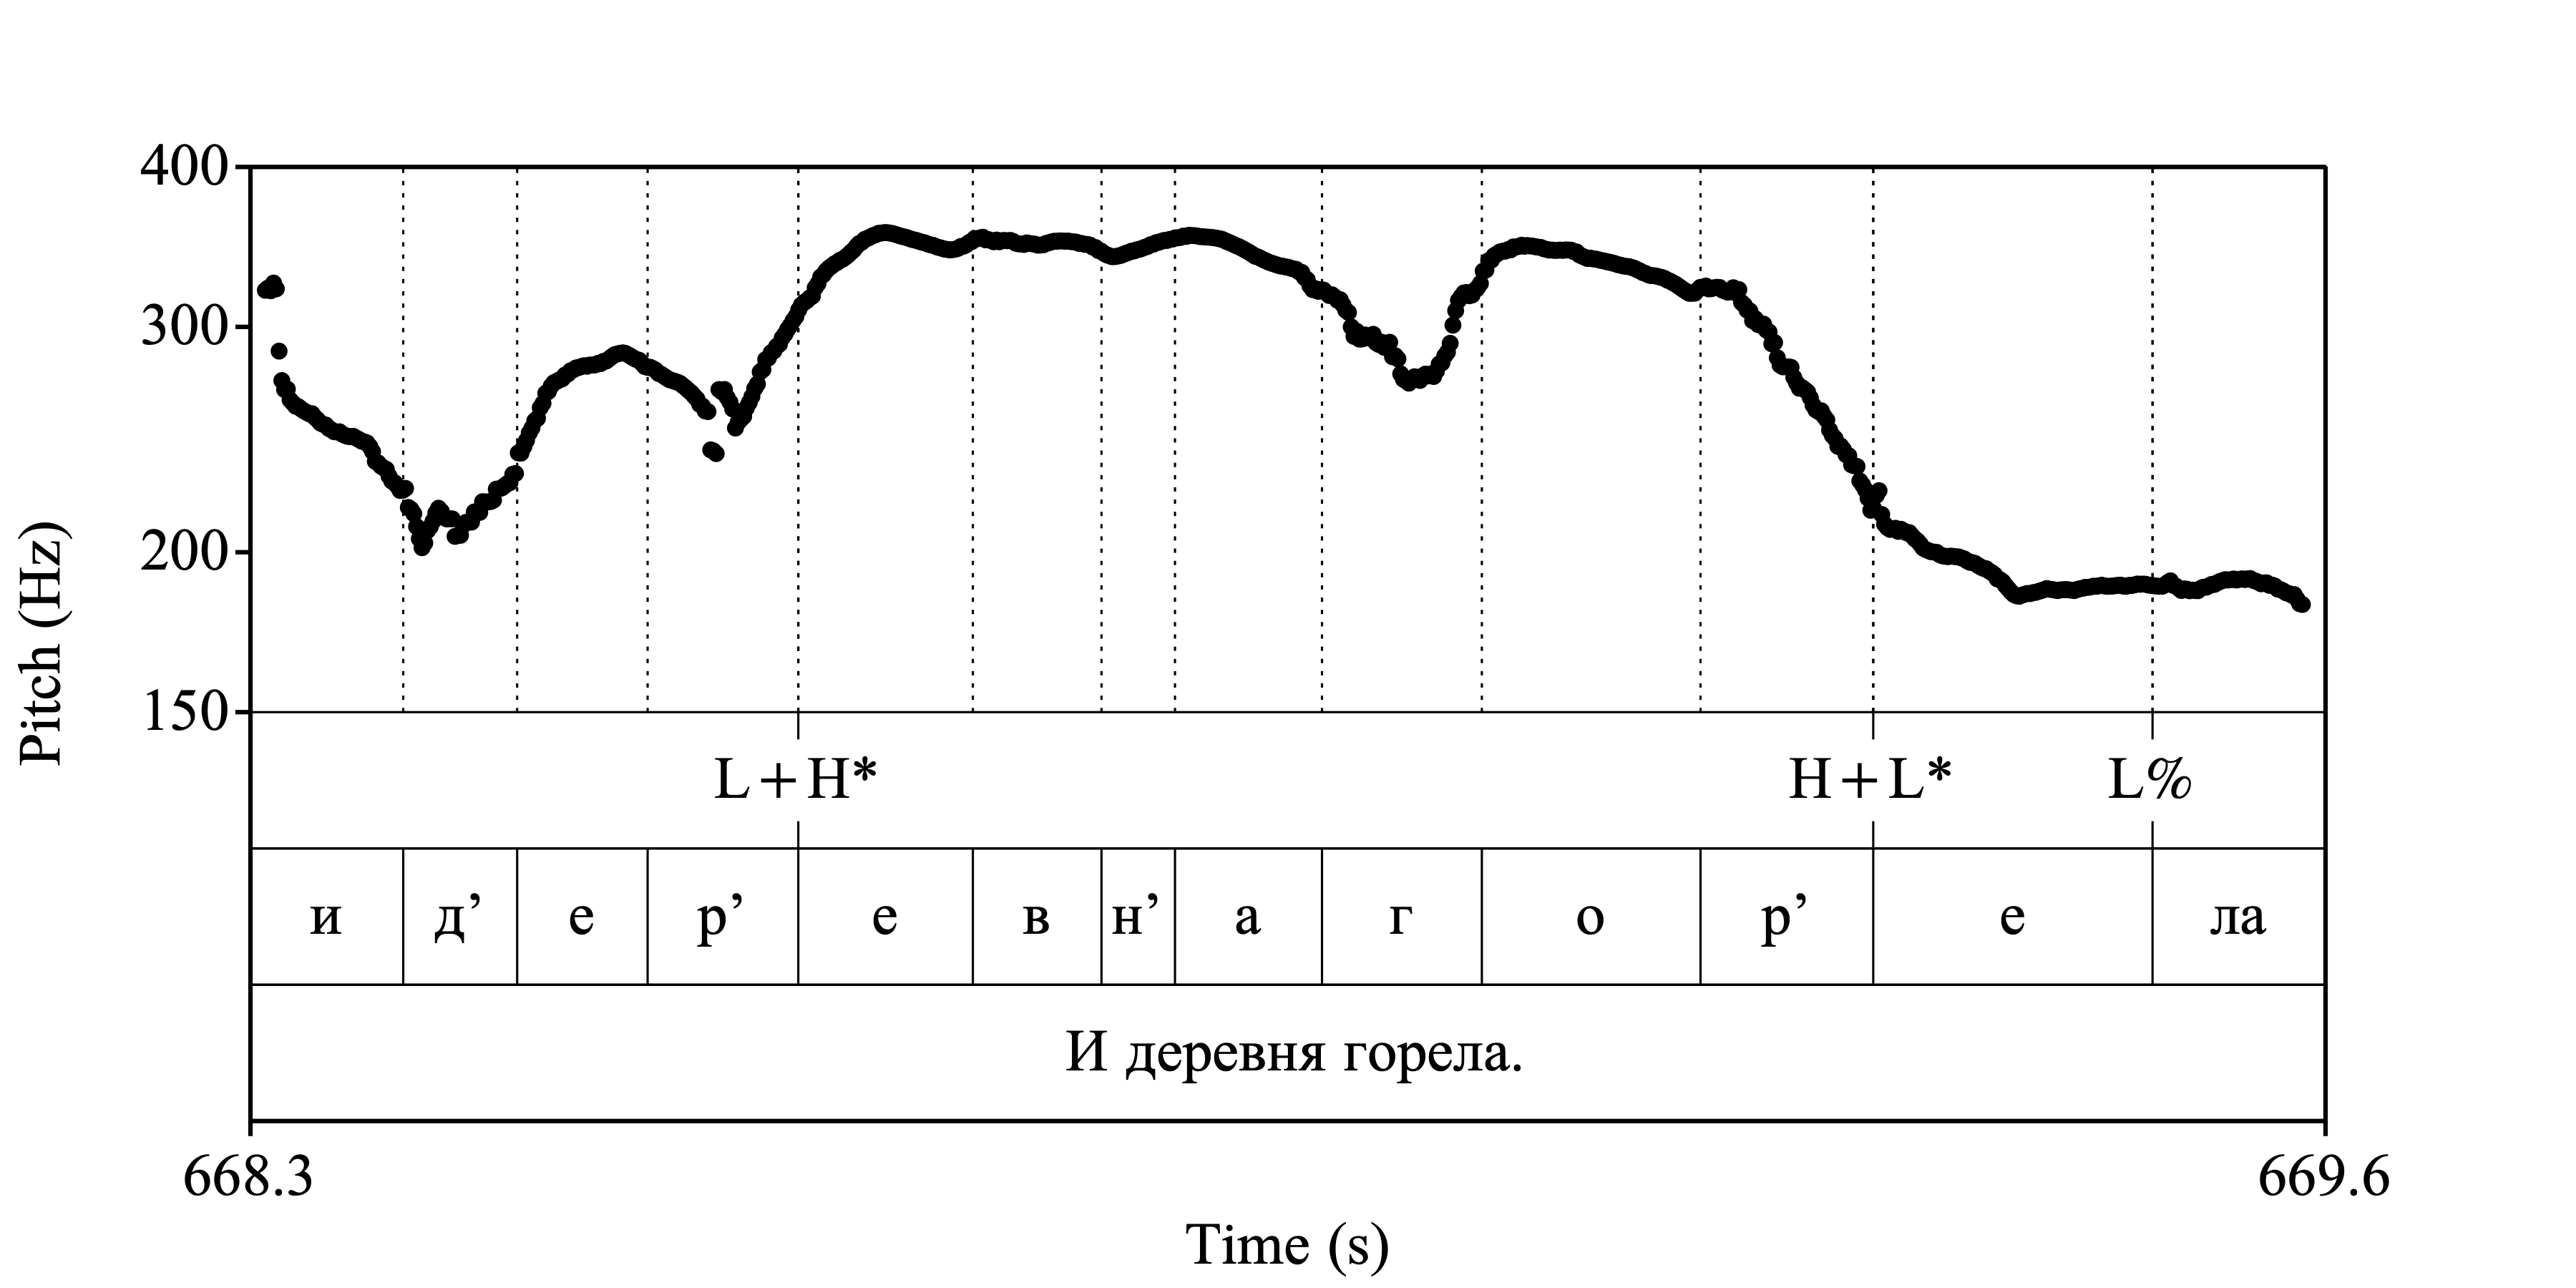 400
300
200
150
Pitch (Hz)
L+H* H+L* L%
и д’ е р’ е в н’ а г о р’ е ла
И деревня горела.
668.3 669.6
Time (s)